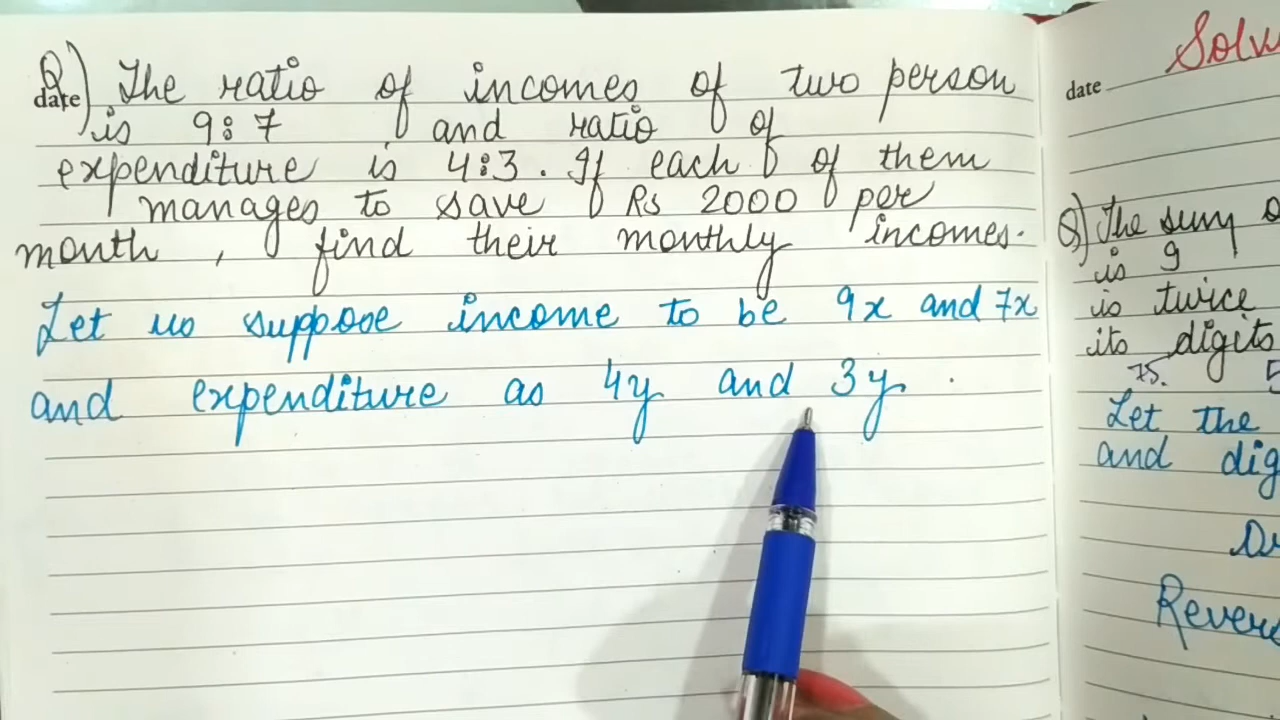 Q) The ratio of incomes of two person
date
is 9:7 and ratio of
expenditure is 4:3. If each of them
manages to save Rs 2000 per
month, find their monthly incomes.
Let us suppose income to be 9x and 7x
and expenditure as 4y and 3y.
date
Q) The sum
is 9
is twice
its digits
75.
Let the
and dig